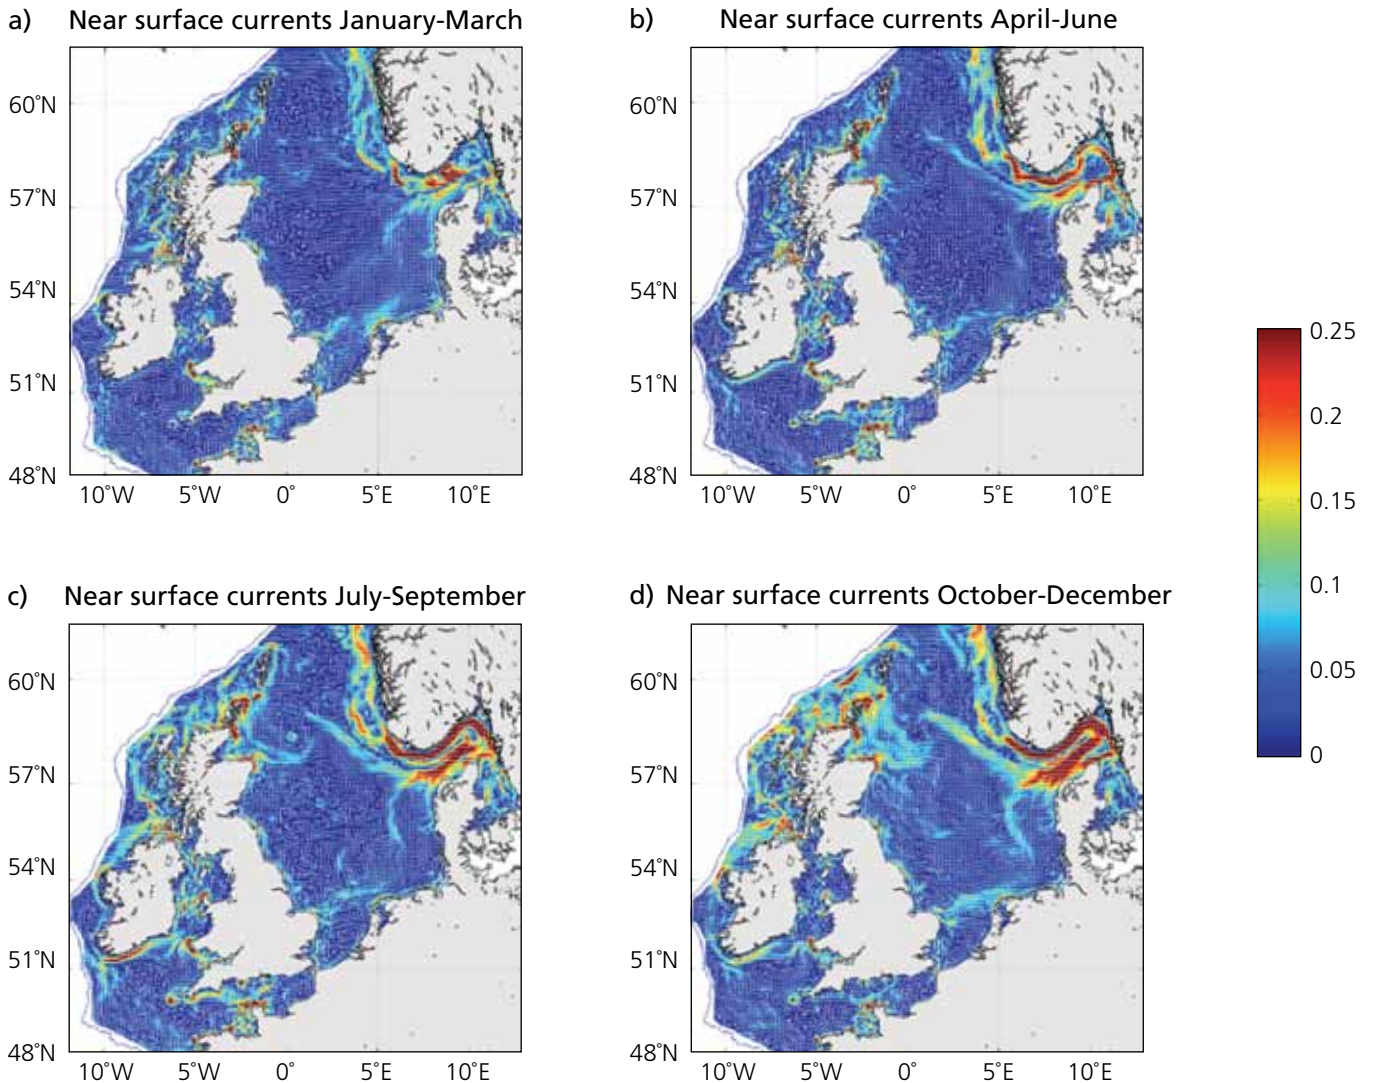 a) Near surface currents January-March
b) Near surface currents April-June
60°N
57°N
54°N
51°N
48°N
10°W 5°W 0° 5°E 10°E
60°N
57°N
54°N
51°N
48°N
10°W 5°W 0° 5°E 10°E
0.25
0.2
0.15
0.1
0.05
0
c) Near surface currents July-September
d) Near surface currents October-December
60°N
57°N
54°N
51°N
48°N
10°W 5°W 0° 5°E 10°E
60°N
57°N
54°N
51°N
48°N
10°W 5°W 0° 5°E 10°E